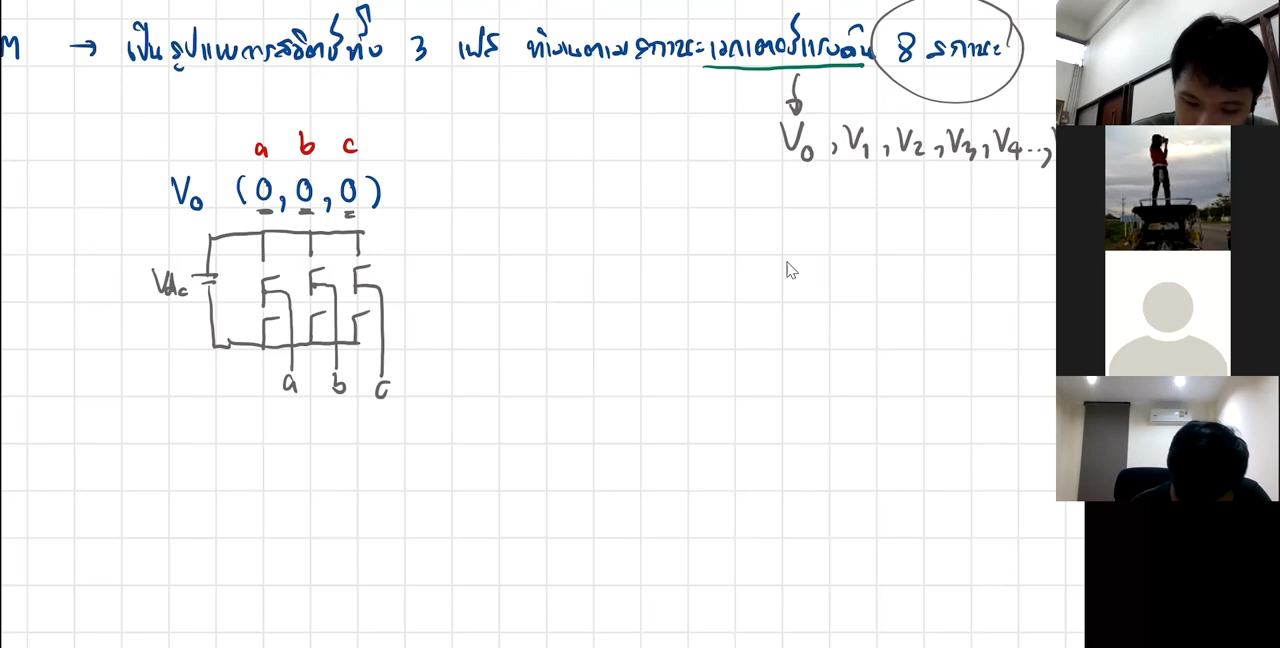 M → เป็นรูปแบบการสวิตช์ทั้ง 3 เฟส ทำงานตามสถานะเวกเตอร์แรงดัน 8 สถานะ
V0 , V1 , V2 , V3 , V4 ..,
a b c
V0 (0, 0, 0)
Vdc
a b c